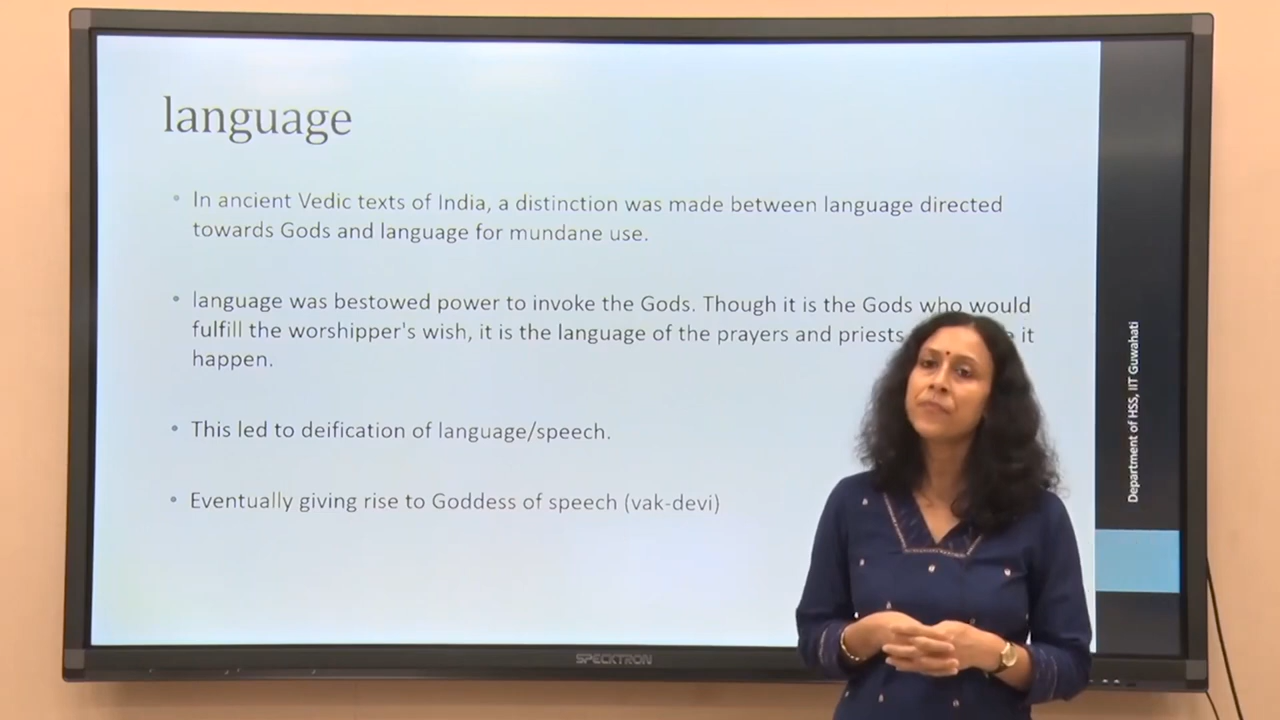 language
In ancient Vedic texts of India, a distinction was made between language directed
towards Gods and language for mundane use.
language was bestowed power to invoke the Gods. Though it is the Gods who would
fulfill the worshipper's wish, it is the language of the prayers and priests it
happen.
This led to deification of language/speech.
Eventually giving rise to Goddess of speech (vak-devi)
Department of HSS, IIT Guwahati
SPECKTRON